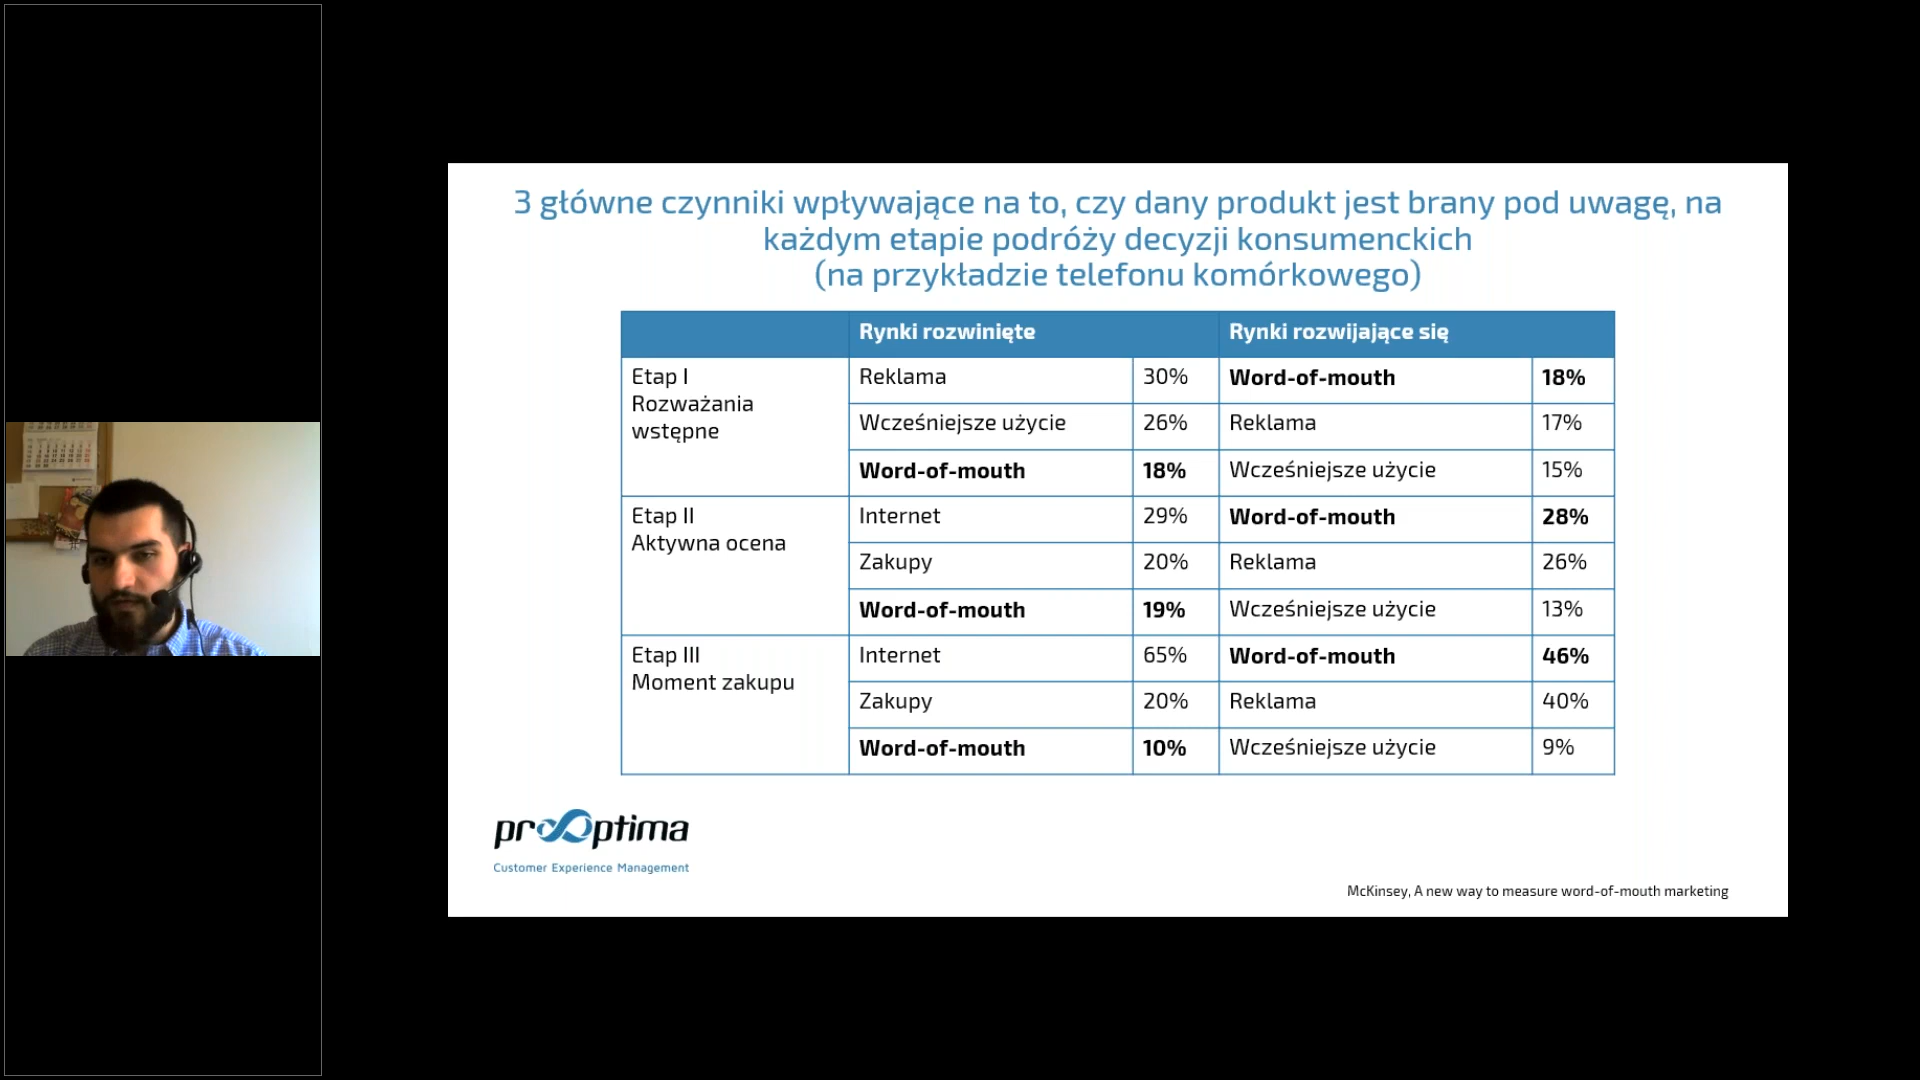 3 główne czynniki wpływające na to, czy dany produkt jest brany pod uwagę, na
każdym etapie podróży decyzji konsumenckich
(na przykładzie telefonu komórkowego)
Rynki rozwinięte Rynki rozwijające się
Etap I
Rozważania
wstępne
Reklama 30% Word-of-mouth 18%
Wcześniejsze użycie 26% Reklama 17%
Word-of-mouth 18% Wcześniejsze użycie 15%
Etap II
Aktywna ocena
Internet 29% Word-of-mouth 28%
Zakupy 20% Reklama 26%
Word-of-mouth 19% Wcześniejsze użycie 13%
Etap III
Moment zakupu
Internet 65% Word-of-mouth 46%
Zakupy 20% Reklama 40%
Word-of-mouth 10% Wcześniejsze użycie 9%
prooptima
Customer Experience Management
McKinsey, A new way to measure word-of-mouth marketing